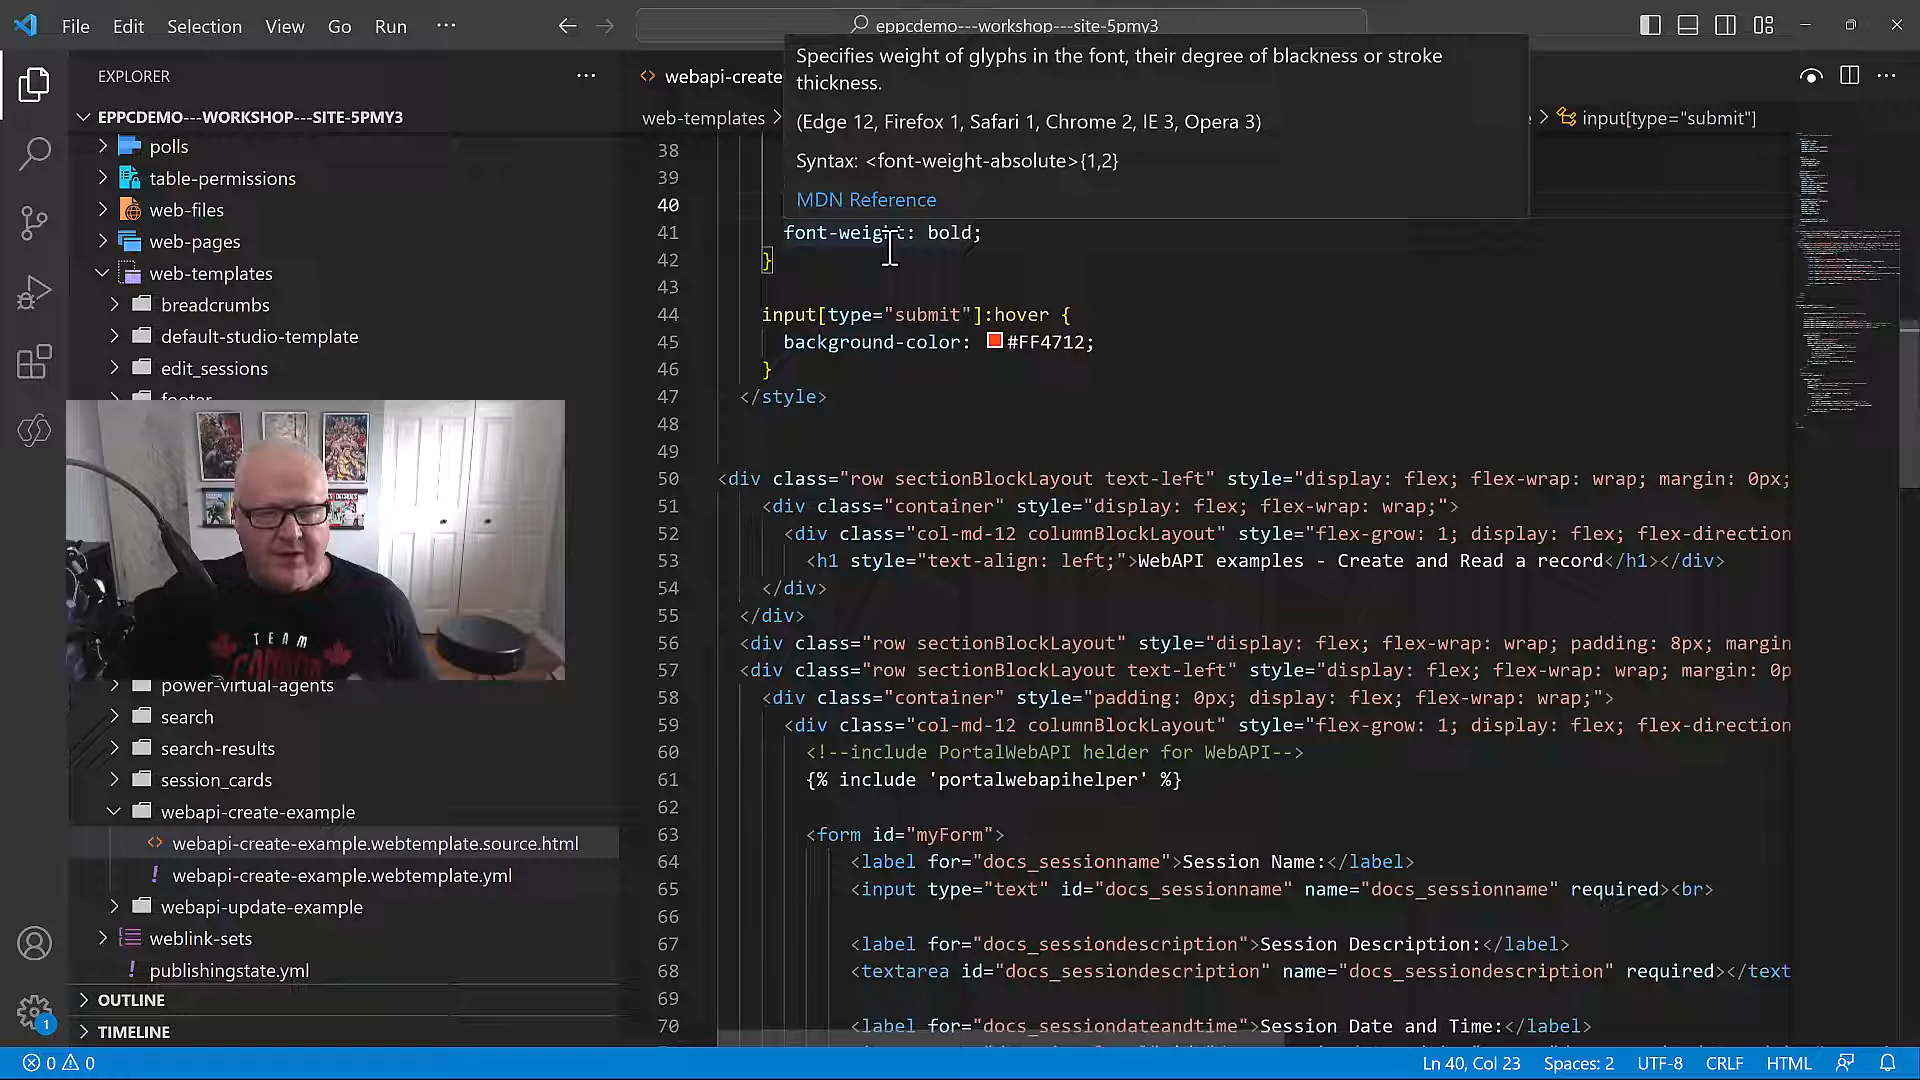 File Edit Selection View Go Run ···
eppcdemo---workshop---site-5pmy3
EXPLORER
EPPCDEMO---WORKSHOP---SITE-5PMY3
polls
table-permissions
web-files
web-pages
web-templates
breadcrumbs
default-studio-template
edit_sessions
footer
power-virtual-agents
search
search-results
session_cards
webapi-create-example
<> webapi-create-example.webtemplate.source.html
! webapi-create-example.webtemplate.yml
webapi-update-example
weblink-sets
! publishingstate.yml
OUTLINE
TIMELINE
TEAM
CANADA
1
<> webapi-create
web-templates >
> input[type="submit"]
Specifies weight of glyphs in the font, their degree of blackness or stroke
thickness.
(Edge 12, Firefox 1, Safari 1, Chrome 2, IE 3, Opera 3)
Syntax: <font-weight-absolute>{1,2}
MDN Reference
38
39
40
41 font-weight: bold;
42 }
43
44 input[type="submit"]:hover {
45 background-color: #FF4712;
46 }
47 </style>
48
49
50 <div class="row sectionBlockLayout text-left" style="display: flex; flex-wrap: wrap; margin: 0px;
51 <div class="container" style="display: flex; flex-wrap: wrap;">
52 <div class="col-md-12 columnBlockLayout" style="flex-grow: 1; display: flex; flex-direction
53 <h1 style="text-align: left;">WebAPI examples - Create and Read a record</h1></div>
54 </div>
55 </div>
56 <div class="row sectionBlockLayout" style="display: flex; flex-wrap: wrap; padding: 8px; margin
57 <div class="row sectionBlockLayout text-left" style="display: flex; flex-wrap: wrap; margin: 0p
58 <div class="container" style="padding: 0px; display: flex; flex-wrap: wrap;">
59 <div class="col-md-12 columnBlockLayout" style="flex-grow: 1; display: flex; flex-direction
60 <!--include PortalWebAPI helder for WebAPI-->
61 {% include 'portalwebapihelper' %}
62
63 <form id="myForm">
64 <label for="docs_sessionname">Session Name:</label>
65 <input type="text" id="docs_sessionname" name="docs_sessionname" required><br>
66
67 <label for="docs_sessiondescription">Session Description:</label>
68 <textarea id="docs_sessiondescription" name="docs_sessiondescription" required></text
69
70 <label for="docs_sessiondateandtime">Session Date and Time:</label>
0 0
Ln 40, Col 23 Spaces: 2 UTF-8 CRLF HTML